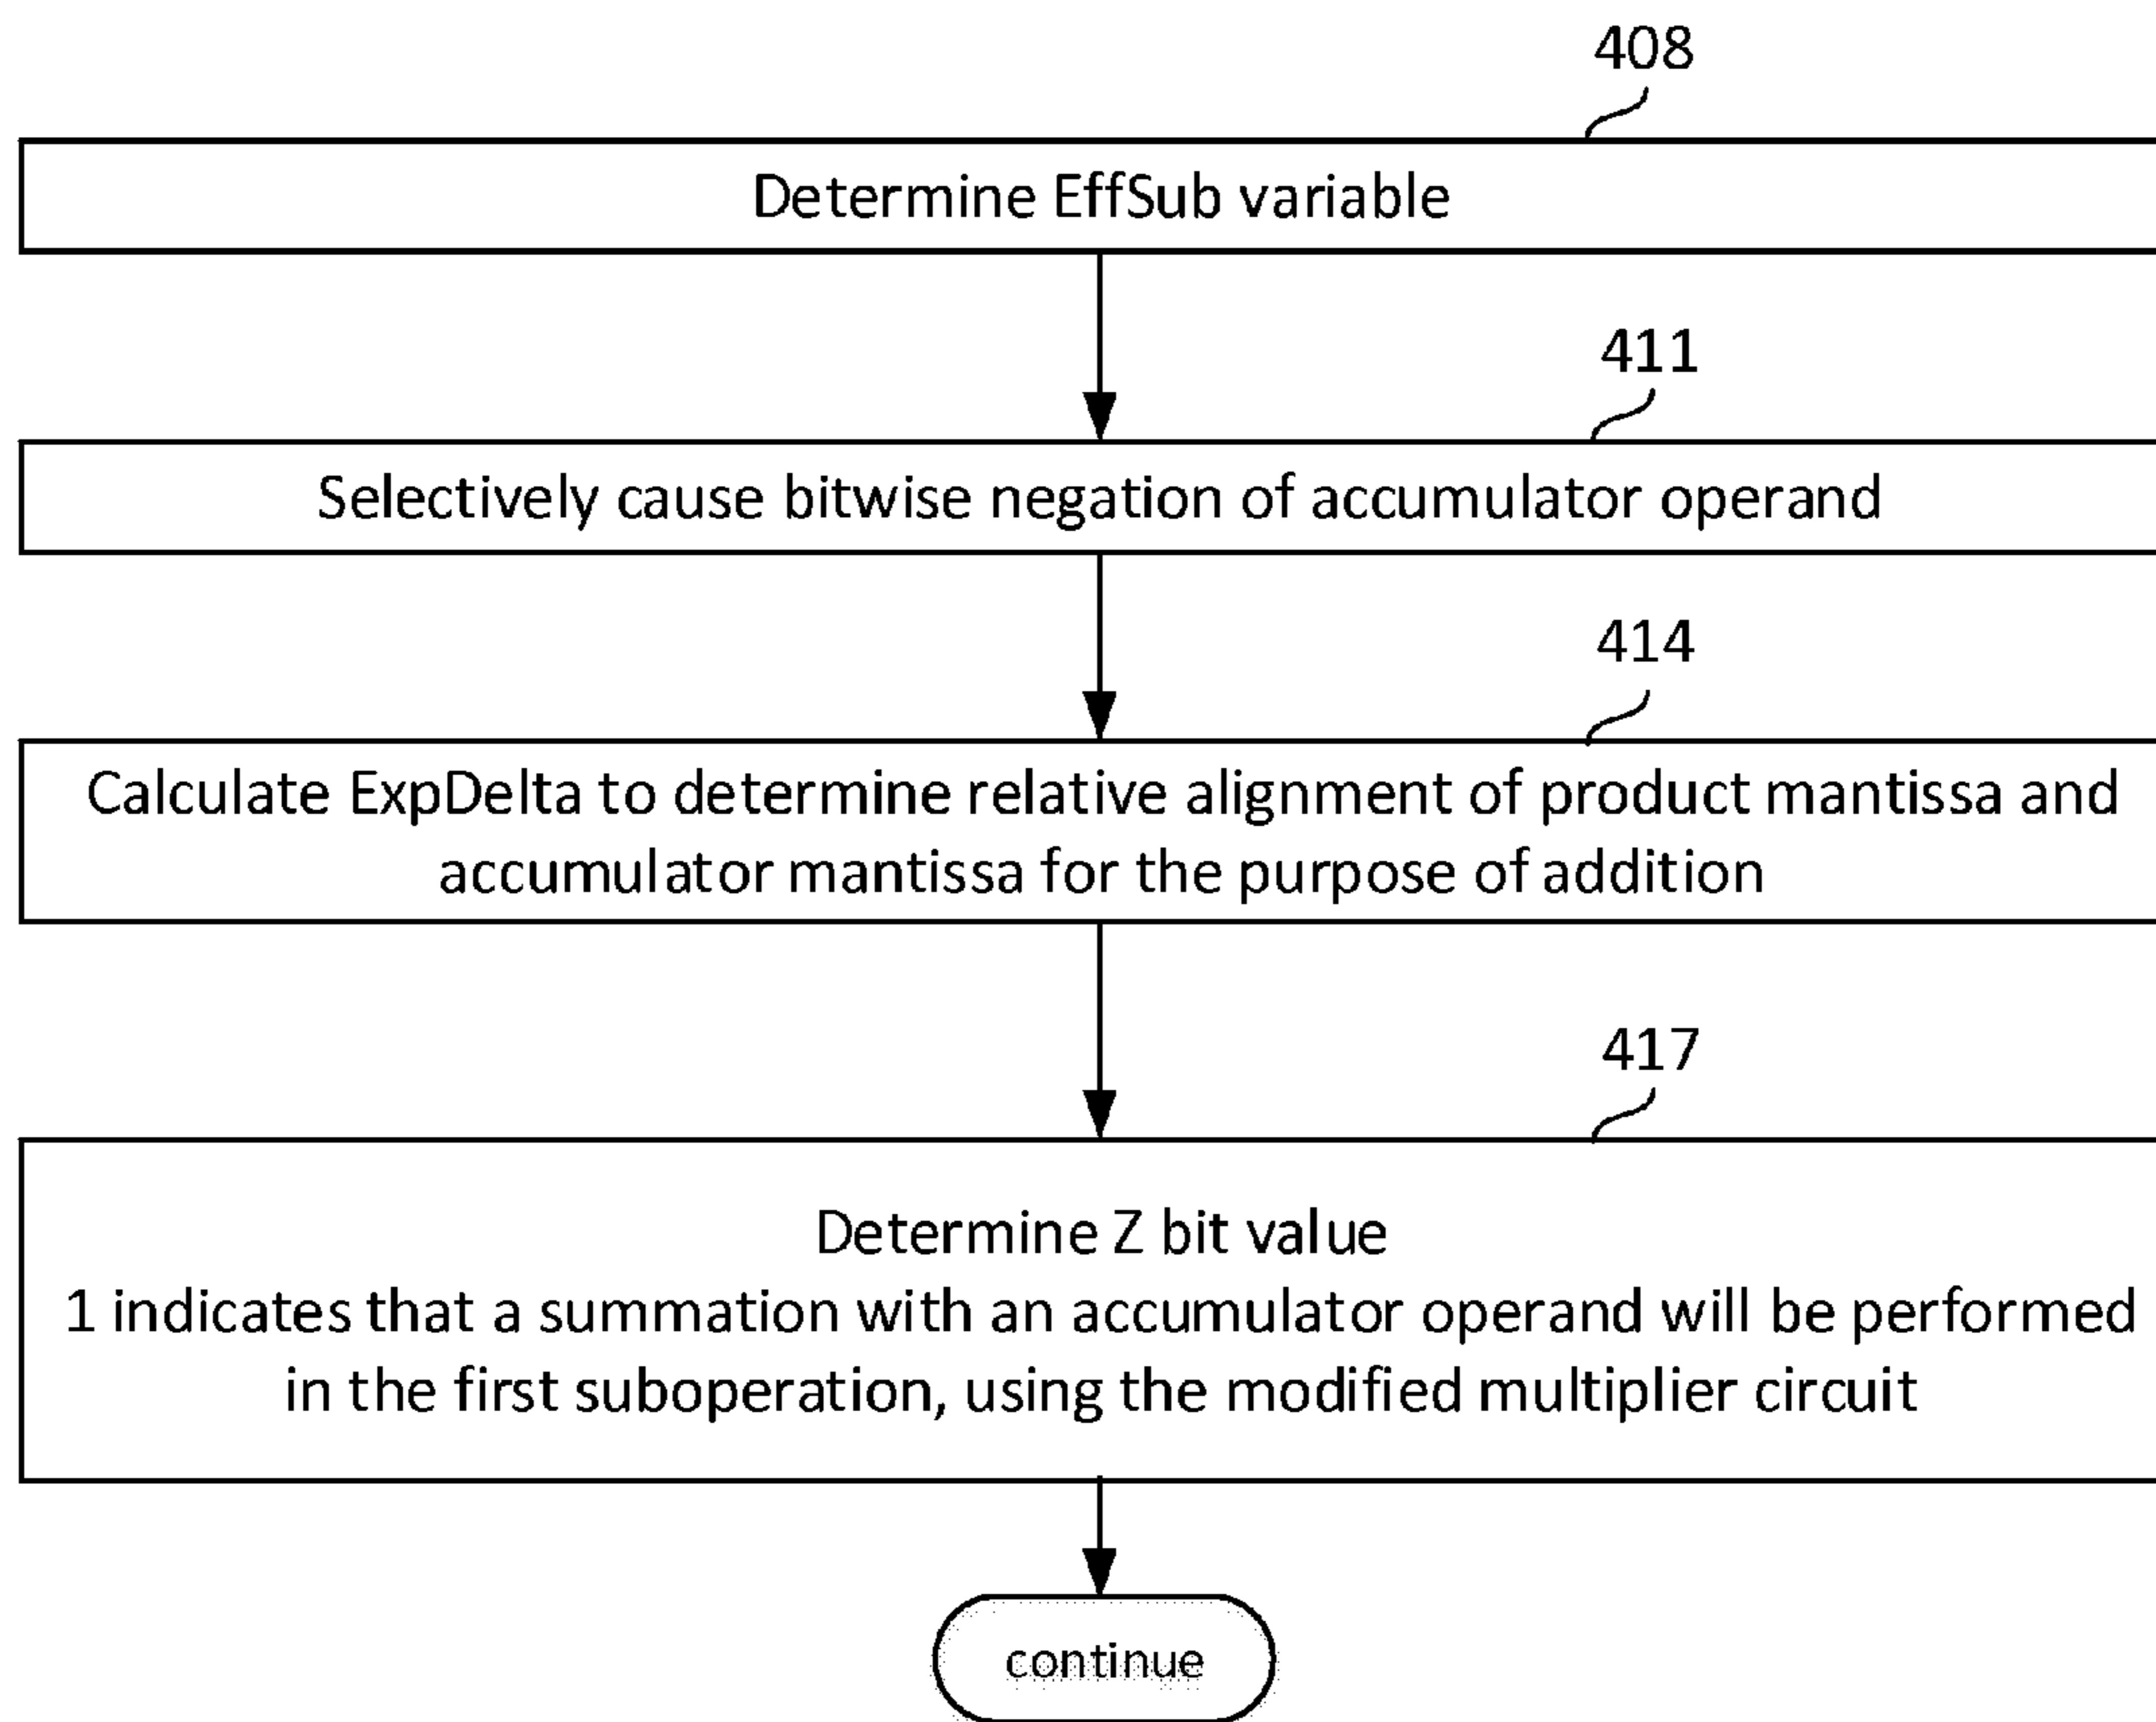 408
Determine EffSub variable
411
Selectively cause bitwise negation of accumulator operand
414
Calculate ExpDelta to determine relative alignment of product mantissa and
accumulator mantissa for the purpose of addition
417
Determine Z bit value
1 indicates that a summation with an accumulator operand will be performed
in the first suboperation, using the modified multiplier circuit
continue